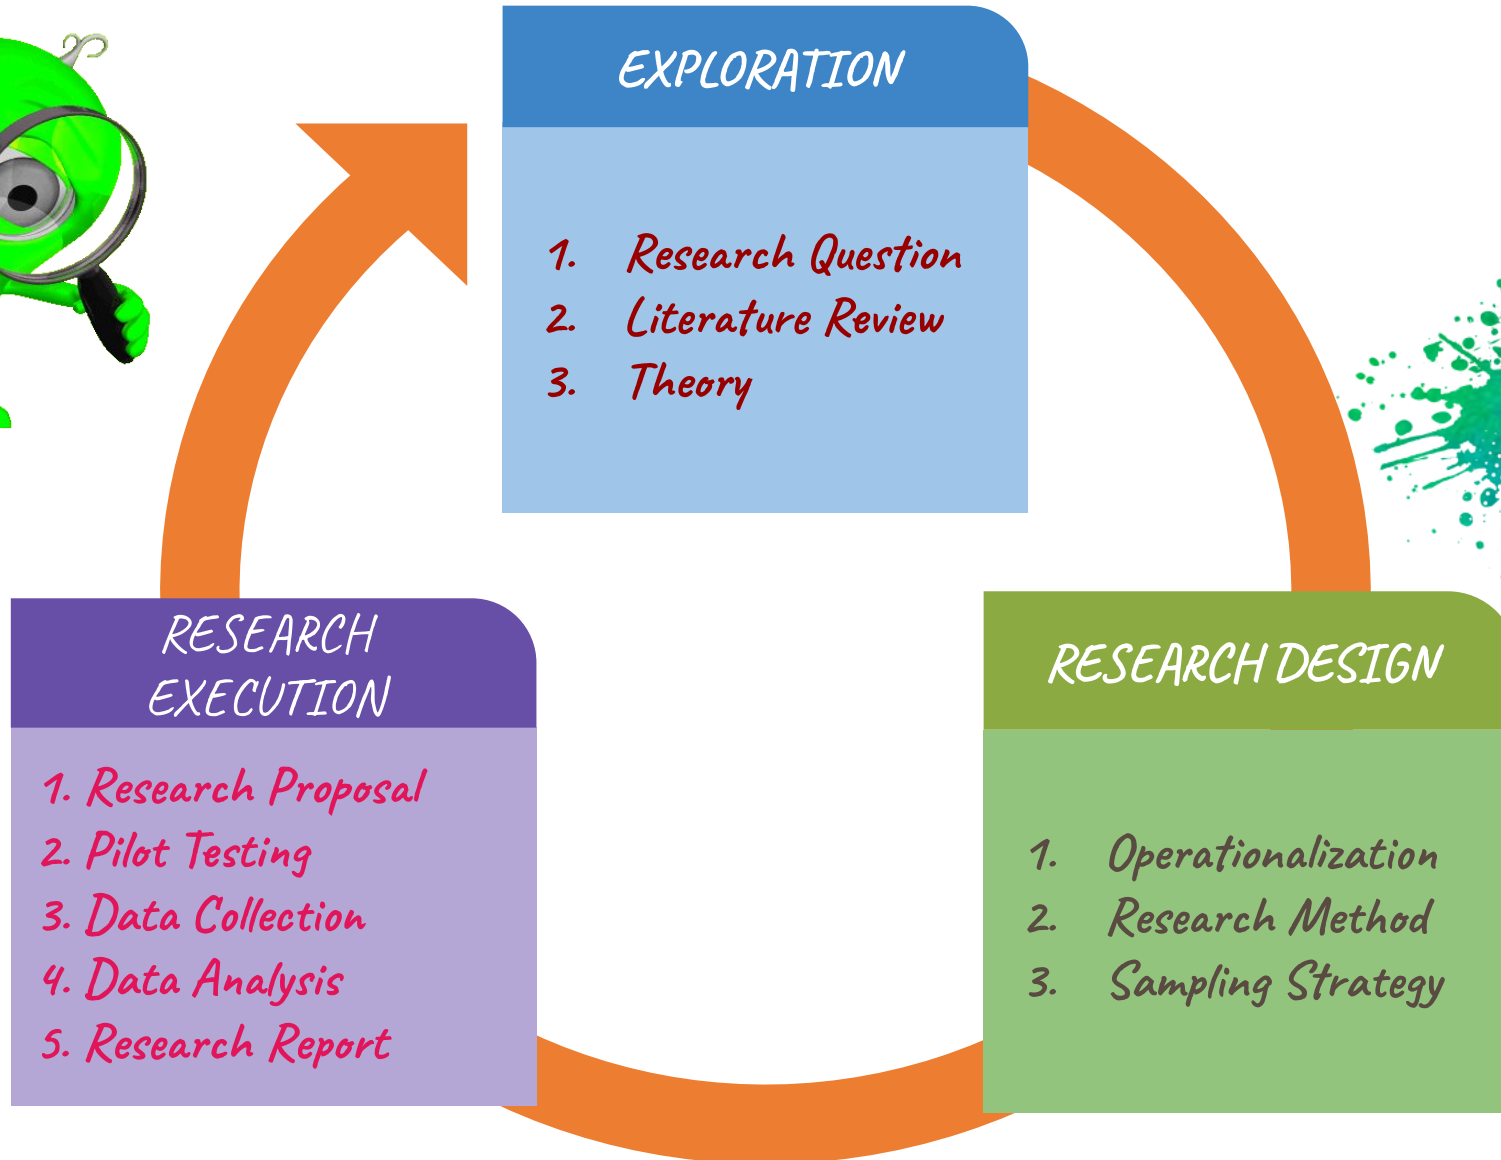 EXPLORATION
1. Research Question
2. Literature Review
3. Theory
RESEARCH DESIGN
1. Operationalization
2. Research Method
3. Sampling Strategy
RESEARCH
EXECUTION
1. Research Proposal
2. Pilot Testing
3. Data Collection
4. Data Analysis
5. Research Report